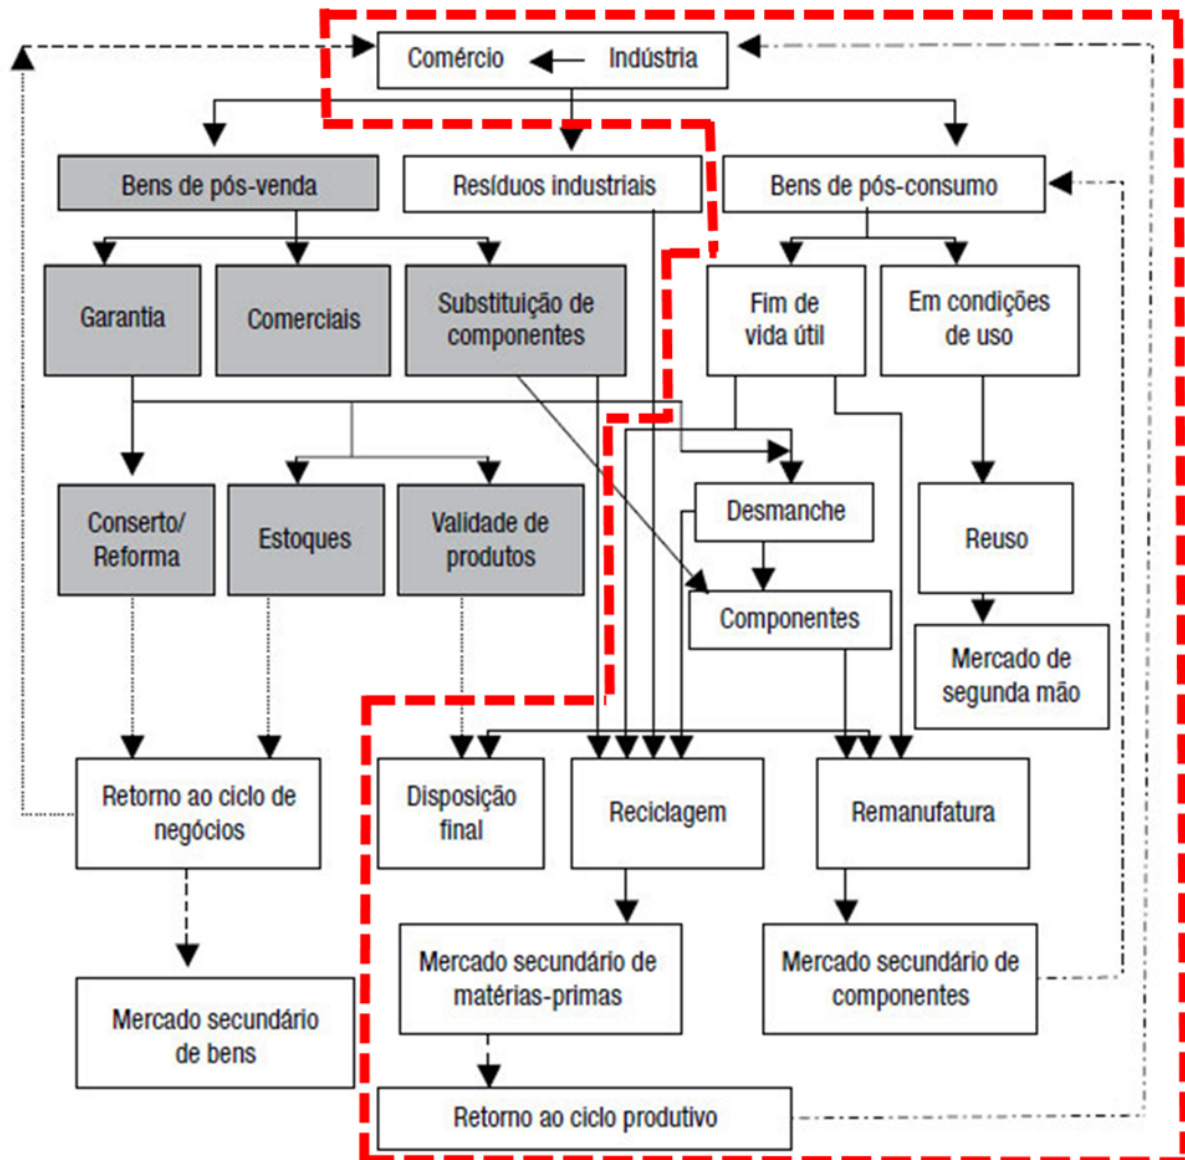 Comércio
Indústria
Bens de pós-venda
Resíduos industriais
Bens de pós-consumo
Garantia
Comerciais
Substituição de
componentes
Fim de
vida útil
Em condições
de uso
Conserto/
Reforma
Estoques
Validade de
produtos
Desmanche
Reuso
Componentes
Mercado de
segunda mão
Retorno ao ciclo de
negócios
Disposição
final
Reciclagem
Remanufatura
Mercado secundário
de bens
Mercado secundário de
matérias-primas
Mercado secundário de
componentes
Retorno ao ciclo produtivo